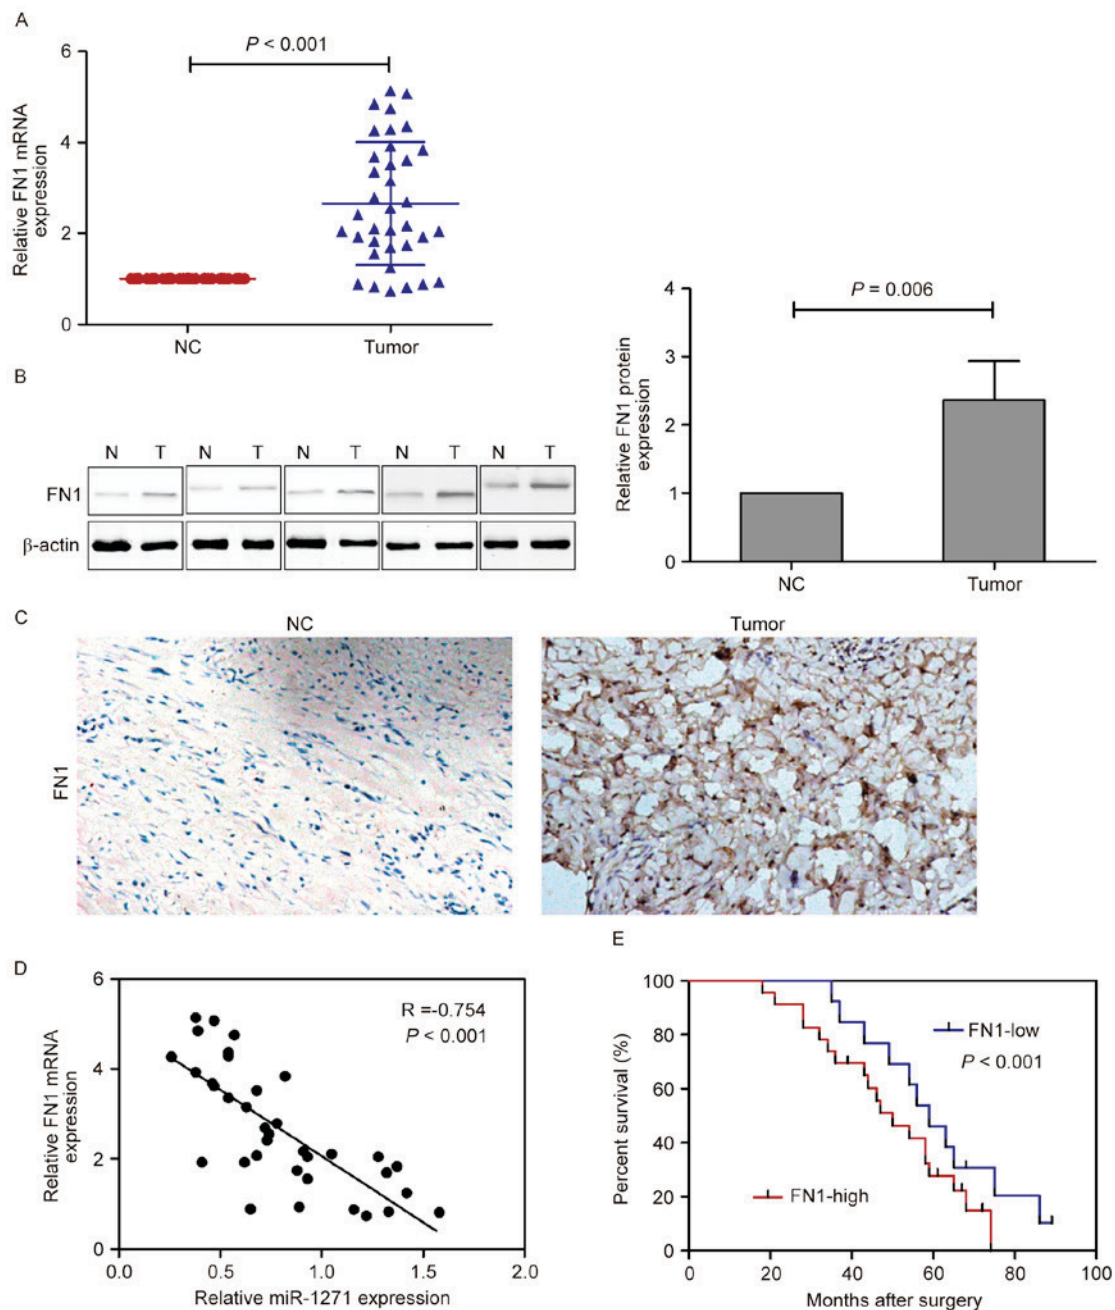 A
P < 0.001
Relative FN1 mRNA
expression
6
4
2
0
NC
Tumor
B
N T N T N T N T N T
FN1
β-actin
P = 0.006
Relative FN1 protein
expression
4
3
2
1
0
NC
Tumor
C
NC
Tumor
FN1
D
R =-0.754
P < 0.001
Relative FN1 mRNA
expression
6
4
2
0
0.0 0.5 1.0 1.5 2.0
Relative miR-1271 expression
E
FN1-low
P < 0.001
FN1-high
Percent survival (%)
100
80
60
40
20
0
0 20 40 60 80 100
Months after surgery